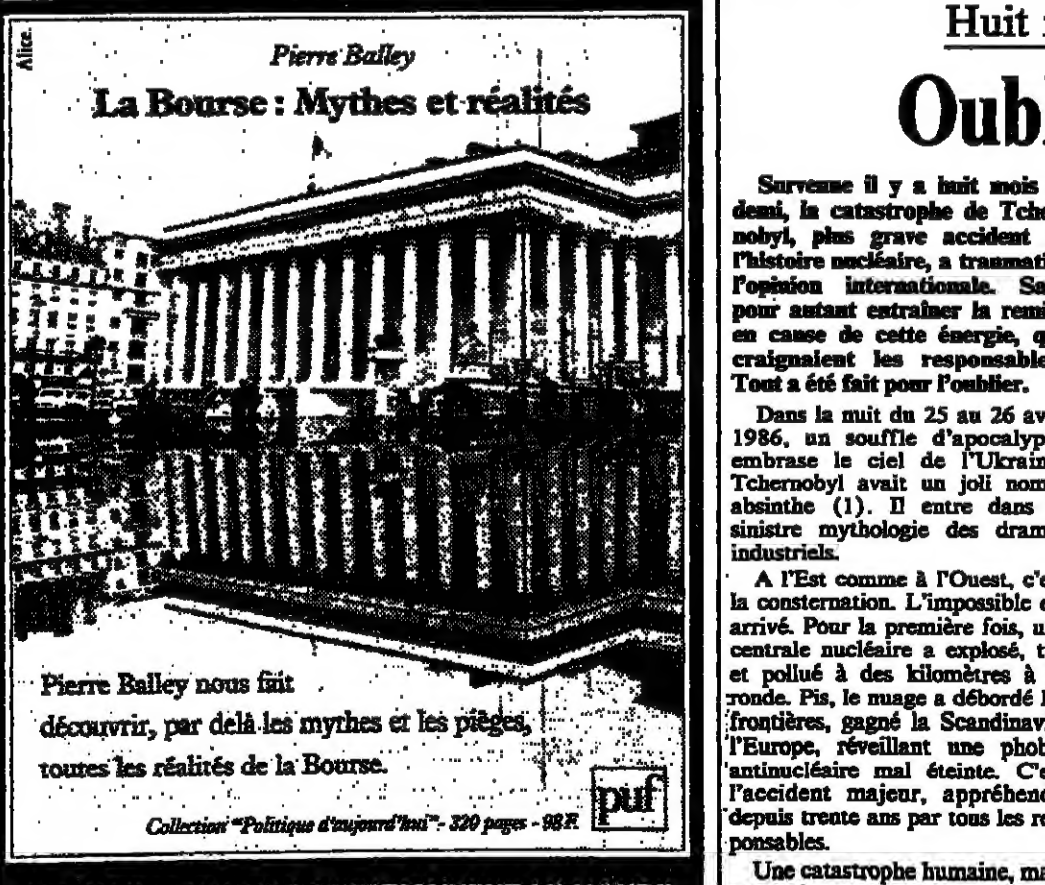 Alice.
Pierre Balley
La Bourse : Mythes et réalités
Pierre Balley nous fait
découvrir, par delà les mythes et les pièges,
toutes les réalités de la Bourse.
puf
Collection "Politique d'aujourd'hui" - 320 pages - 98 F.
Huit
Oub
Survenue il y a huit mois
demi, la catastrophe de Tche
nobyl, plus grave accident
l'histoire nucléaire, a traumati
l'opinion internationale. Sa
pour autant entraîner la remi
en cause de cette énergie, q
craignaient les responsable
Tout a été fait pour l'oublier.
Dans la nuit du 25 au 26 av
1986, un souffle d'apocalyp
embrase le ciel de l'Ukrain
Tchernobyl avait un joli nom
absinthe (1). Il entre dans
sinistre mythologie des dram
industriels.
A l'Est comme à l'Ouest, c'e
la consternation. L'impossible e
arrivé. Pour la première fois, u
centrale nucléaire a explosé, t
et pollué à des kilomètres à
ronde. Pis, le nuage a débordé l
frontières, gagné la Scandinav
l'Europe, réveillant une phob
antinucléaire mal éteinte. C'e
l'accident majeur, appréhend
depuis trente ans par tous les re
ponsables.
Une catastrophe humaine, ma